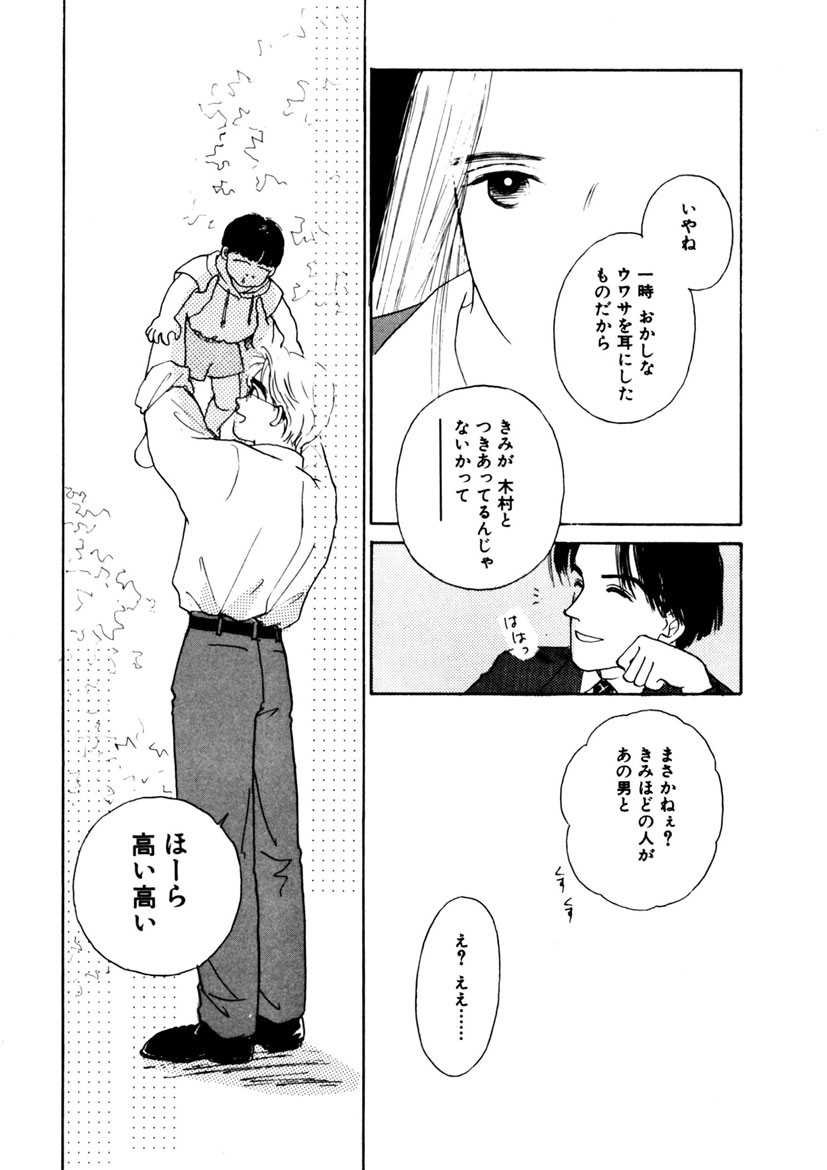 いやね
一時 おかしな
ウワサを耳にした
ものだから
きみが 木村と
つきあってるんじゃ
ないかって
――
ははっ
まさかねぇ?
きみほどの人が
あの男と
くすくす
え? ええ……
ほーら
高い高い